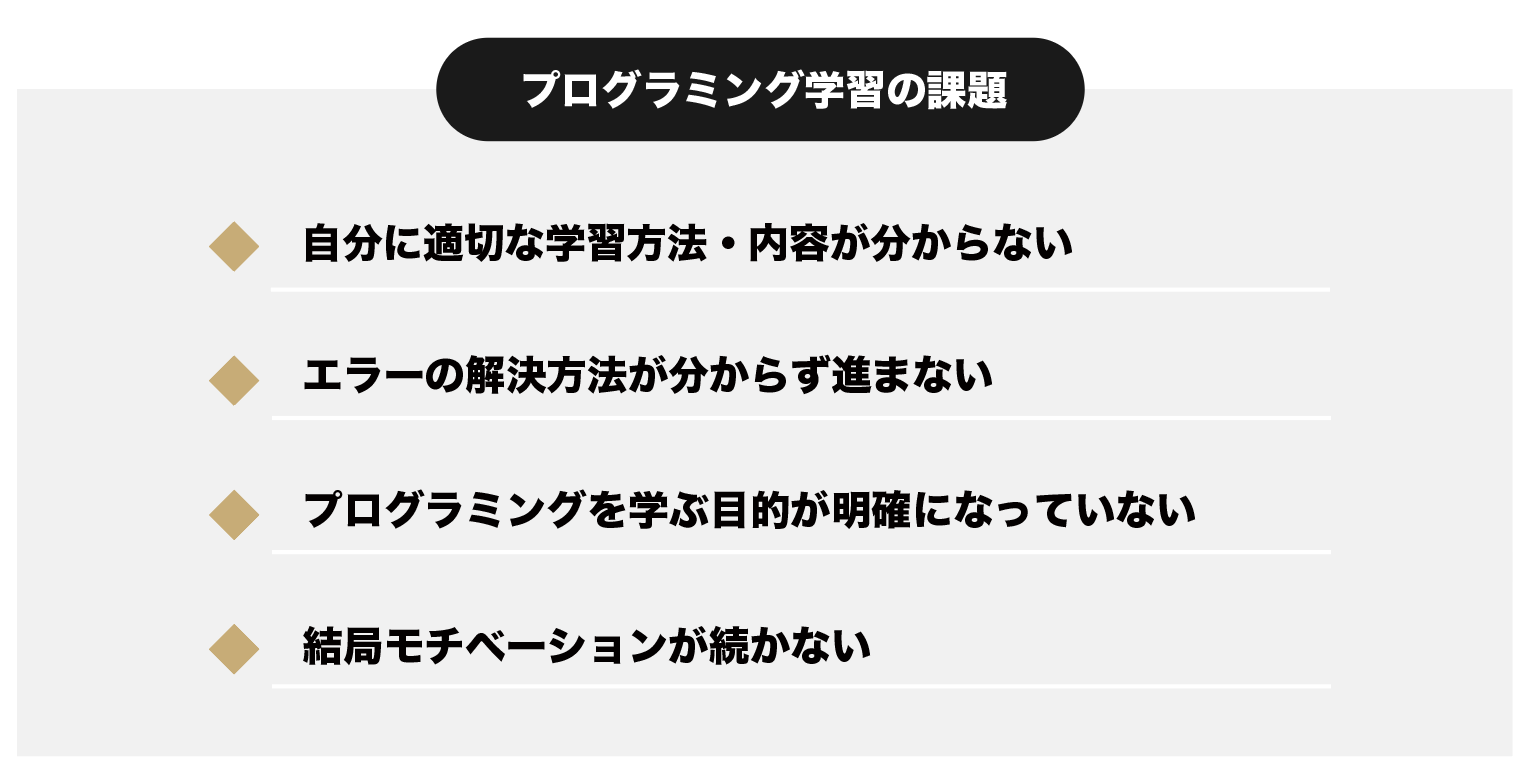 プログラミング学習の課題
自分に適切な学習方法・内容が分からない
エラーの解決方法が分からず進まない
プログラミングを学ぶ目的が明確になっていない
結局モチベーションが続かない